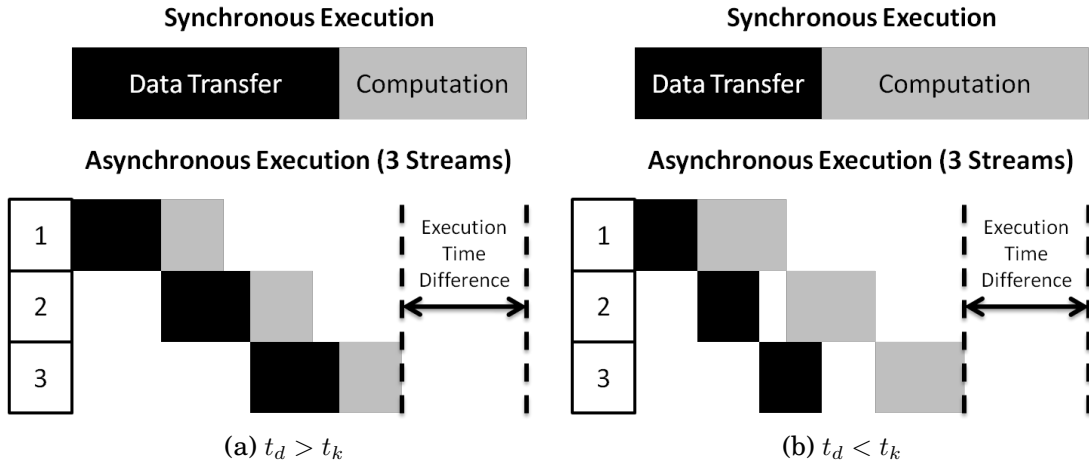 Synchronous Execution
Data Transfer
Computation
Asynchronous Execution (3 Streams)
1
2
3
Execution
Time
Difference
(a) t_d > t_k
Synchronous Execution
Data Transfer
Computation
Asynchronous Execution (3 Streams)
1
2
3
Execution
Time
Difference
(b) t_d < t_k